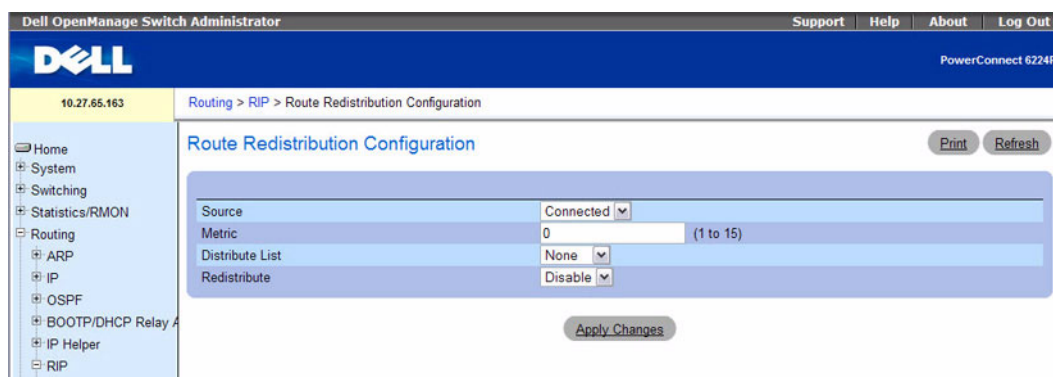 Dell OpenManage Switch Administrator
Support Help About Log Out
DELL
PowerConnect 6224
10.27.65.163
Routing > RIP > Route Redistribution Configuration
Home
System
Switching
Statistics/RMON
Routing
ARP
IP
OSPF
BOOTP/DHCP Relay A
IP Helper
RIP
Route Redistribution Configuration
Print Refresh
Source Connected
Metric 0 (1 to 15)
Distribute List None
Redistribute Disable
Apply Changes